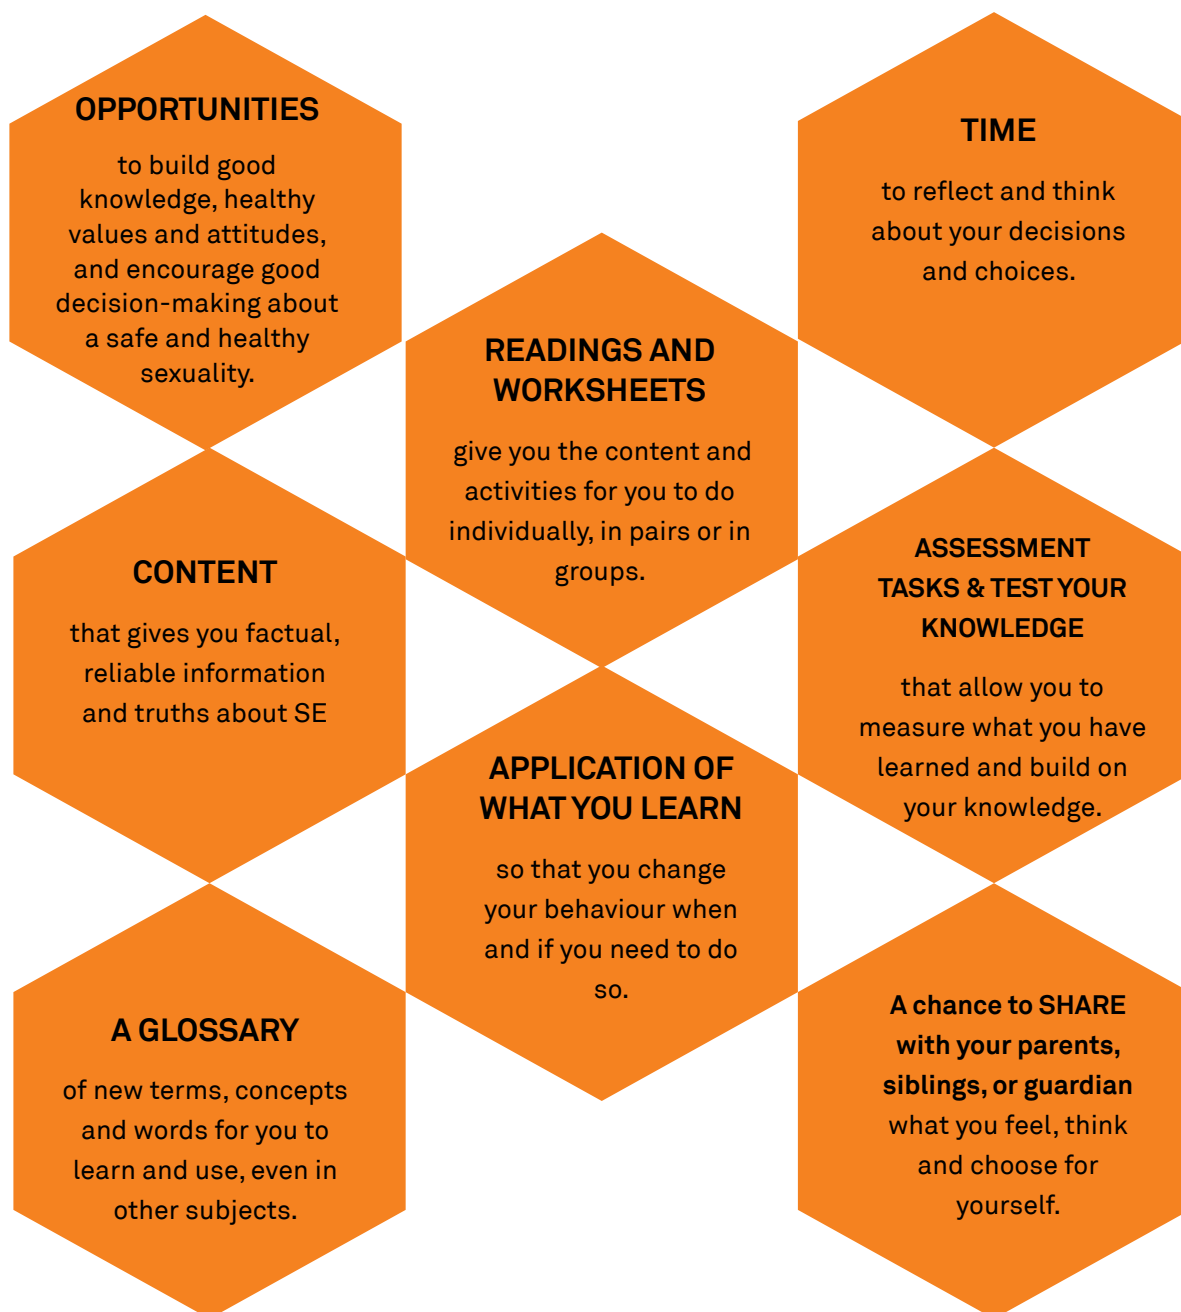 OPPORTUNITIES
to build good
knowledge, healthy
values and attitudes,
and encourage good
decision-making about
a safe and healthy
sexuality.
TIME
to reflect and think
about your decisions
and choices.
READINGS AND
WORKSHEETS
give you the content and
activities for you to do
individually, in pairs or in
groups.
CONTENT
that gives you factual,
reliable information
and truths about SE
ASSESSMENT
TASKS & TEST YOUR
KNOWLEDGE
that allow you to
measure what you have
learned and build on
your knowledge.
APPLICATION OF
WHAT YOU LEARN
so that you change
your behaviour when
and if you need to do
so.
A GLOSSARY
of new terms, concepts
and words for you to
learn and use, even in
other subjects.
A chance to SHARE
with your parents,
siblings, or guardian
what you feel, think
and choose for
yourself.